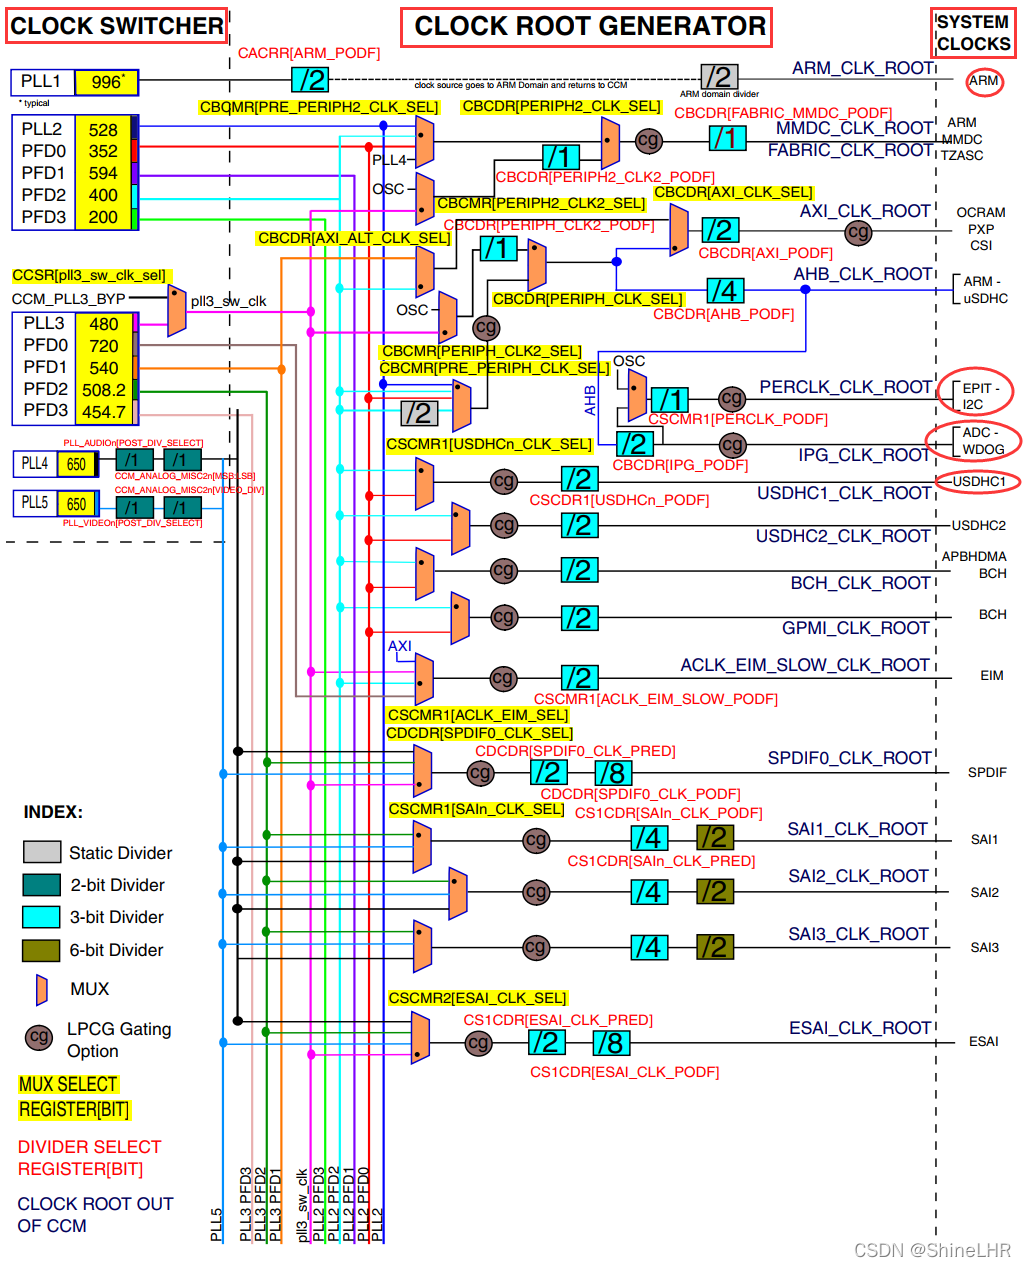 CLOCK SWITCHER
CLOCK ROOT GENERATOR
SYSTEM
CLOCKS
CACRR[ARM_PODF]
PLL1 996*
* typical
/2
clock source goes to ARM Domain and returns to CCM
/2
ARM domain divider
ARM_CLK_ROOT
ARM
CBCMR[PRE_PERIPH2_CLK_SEL]
CBCDR[PERIPH2_CLK_SEL]
CBCDR[FABRIC_MMDC_PODF]
PLL2 528
PFD0 352
PFD1 594
PFD2 400
PFD3 200
PLL4
/1
cg
/1
MMDC_CLK_ROOT
FABRIC_CLK_ROOT
ARM
MMDC
TZASC
CBCDR[PERIPH2_CLK2_PODF]
OSC
CBCMR[PERIPH2_CLK2_SEL]
CBCDR[AXI_CLK_SEL]
CBCDR[PERIPH_CLK2_PODF]
AXI_CLK_ROOT
OCRAM
PXP
CSI
/2
cg
CBCDR[AXI_ALT_CLK_SEL]
/1
CBCDR[AXI_PODF]
CCSR[pll3_sw_clk_sel]
CCM_PLL3_BYP
pll3_sw_clk
AHB_CLK_ROOT
ARM -
uSDHC
/4
CBCDR[PERIPH_CLK_SEL]
CBCDR[AHB_PODF]
OSC
cg
PLL3 480
PFD0 720
PFD1 540
PFD2 508.2
PFD3 454.7
CBCMR[PERIPH_CLK2_SEL]
CBCMR[PRE_PERIPH_CLK_SEL]
OSC
AHB
/2
/1
cg
PERCLK_CLK_ROOT
EPIT -
I2C
CSCMR1[PERCLK_PODF]
CSCMR1[USDHCn_CLK_SEL]
/2
cg
IPG_CLK_ROOT
ADC -
WDOG
CBCDR[IPG_PODF]
PLL_AUDIOn[POST_DIV_SELECT]
PLL4 650
/1
/1
CCM_ANALOG_MISC2n[MSB:LSB]
CCM_ANALOG_MISC2n[VIDEO_DIV]
PLL5 650
/1
/1
PLL_VIDEOn[POST_DIV_SELECT]
cg
/2
CSCDR1[USDHCn_PODF]
USDHC1_CLK_ROOT
USDHC1
cg
/2
USDHC2_CLK_ROOT
USDHC2
cg
/2
BCH_CLK_ROOT
APBHDMA
BCH
cg
/2
GPMI_CLK_ROOT
BCH
AXI
cg
/2
ACLK_EIM_SLOW_CLK_ROOT
EIM
CSCMR1[ACLK_EIM_SLOW_PODF]
CSCMR1[ACLK_EIM_SEL]
CDCDR[SPDIF0_CLK_SEL]
CDCDR[SPDIF0_CLK_PRED]
cg
/2
/8
SPDIF0_CLK_ROOT
SPDIF
CDCDR[SPDIF0_CLK_PODF]
CSCMR1[SAIn_CLK_SEL]
CS1CDR[SAIn_CLK_PODF]
cg
/4
/2
SAI1_CLK_ROOT
SAI1
CS1CDR[SAIn_CLK_PRED]
cg
/4
/2
SAI2_CLK_ROOT
SAI2
cg
/4
/2
SAI3_CLK_ROOT
SAI3
CSCMR2[ESAI_CLK_SEL]
CS1CDR[ESAI_CLK_PRED]
cg
/2
/8
ESAI_CLK_ROOT
ESAI
CS1CDR[ESAI_CLK_PODF]
INDEX:
Static Divider
2-bit Divider
3-bit Divider
6-bit Divider
MUX
cg
LPCG Gating
Option
MUX SELECT
REGISTER[BIT]
DIVIDER SELECT
REGISTER[BIT]
CLOCK ROOT OUT
OF CCM
PLL5
PLL3 PFD3
PLL3 PFD2
PLL3 PFD1
pll3_sw_clk
PLL2 PFD3
PLL2 PFD2
PLL2 PFD1
PLL2 PFD0
PLL2
CSDN @ShineLHR